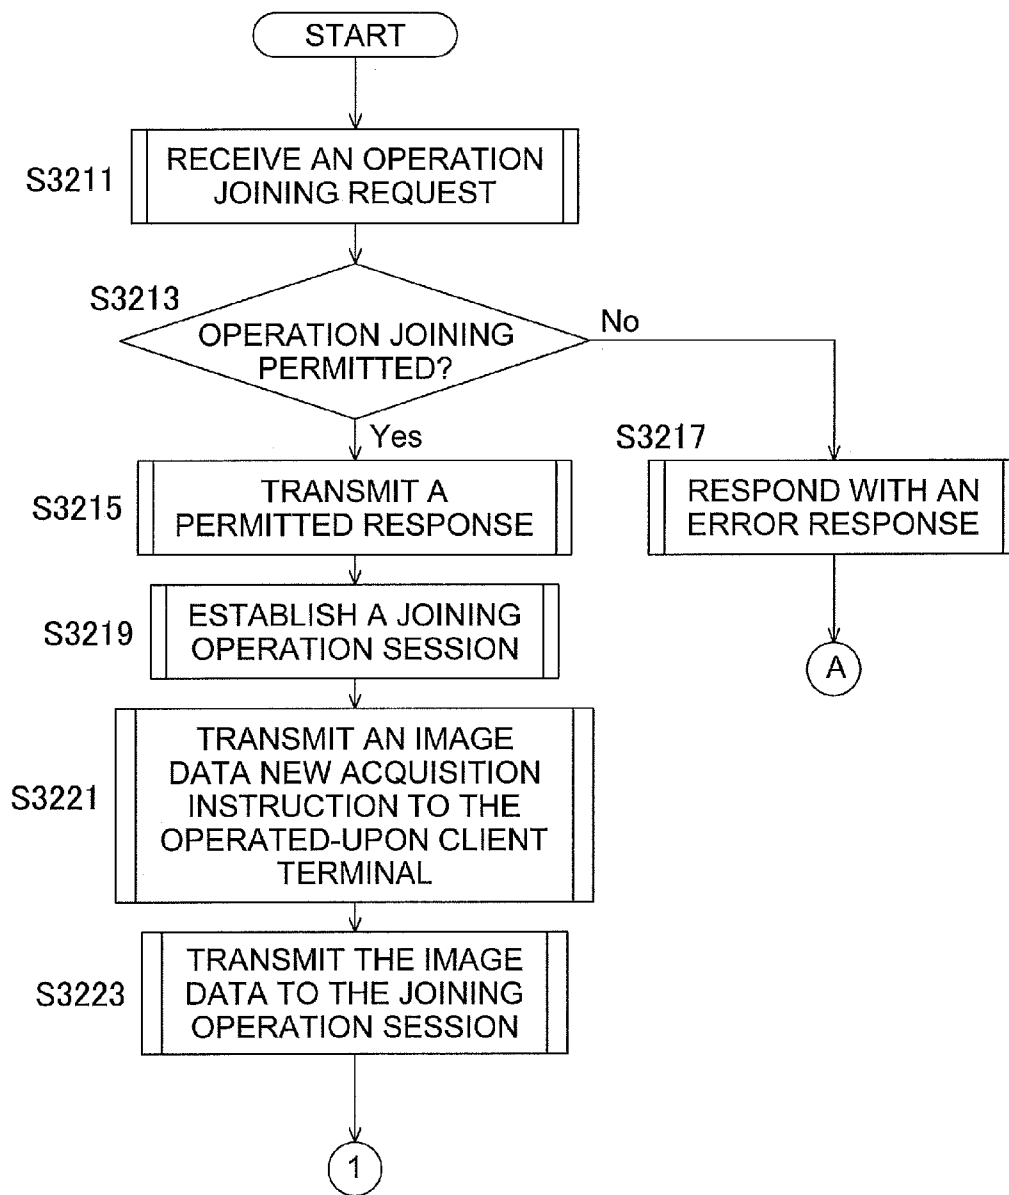 START
S3211
RECEIVE AN OPERATION
JOINING REQUEST
S3213
OPERATION JOINING
PERMITTED?
No
Yes
S3215
TRANSMIT A
PERMITTED RESPONSE
S3217
RESPOND WITH AN
ERROR RESPONSE
S3219
ESTABLISH A JOINING
OPERATION SESSION
A
S3221
TRANSMIT AN IMAGE
DATA NEW ACQUISITION
INSTRUCTION TO THE
OPERATED-UPON CLIENT
TERMINAL
S3223
TRANSMIT THE IMAGE
DATA TO THE JOINING
OPERATION SESSION
1